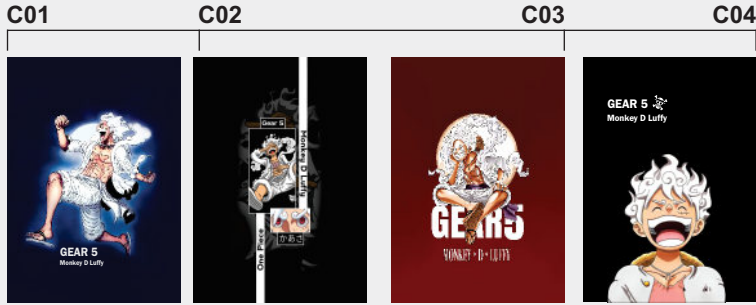 C01
C02
C03
C04
GEAR 5
Monkey D Luffy
Gear 5
Monkey D Luffy
One Piece
かあさ
GEAR5
MONKEY • D • LUFFY
GEAR 5
Monkey D Luffy